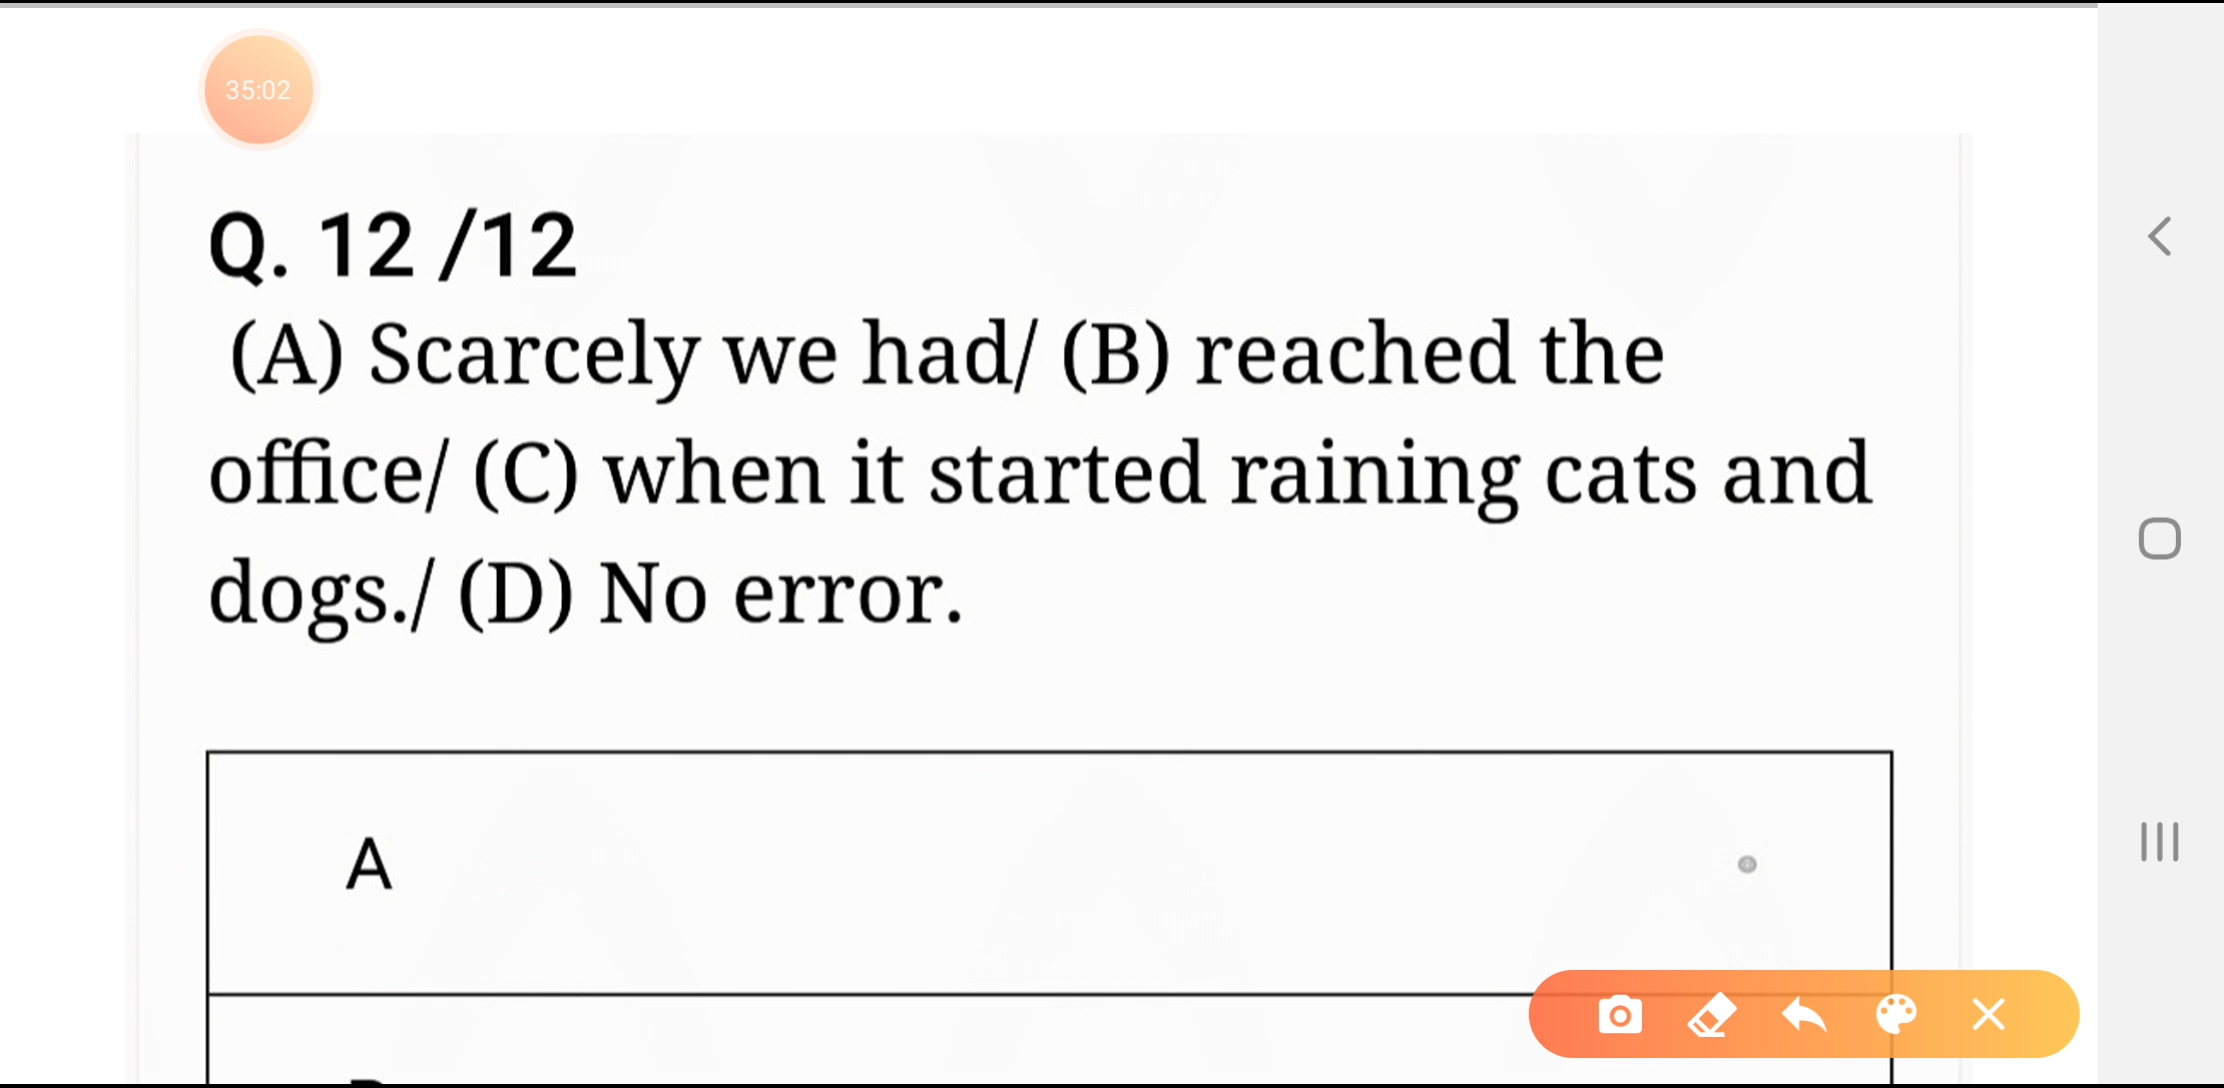 35:02
Q. 12 /12
(A) Scarcely we had/ (B) reached the
office/ (C) when it started raining cats and
dogs./ (D) No error.
A